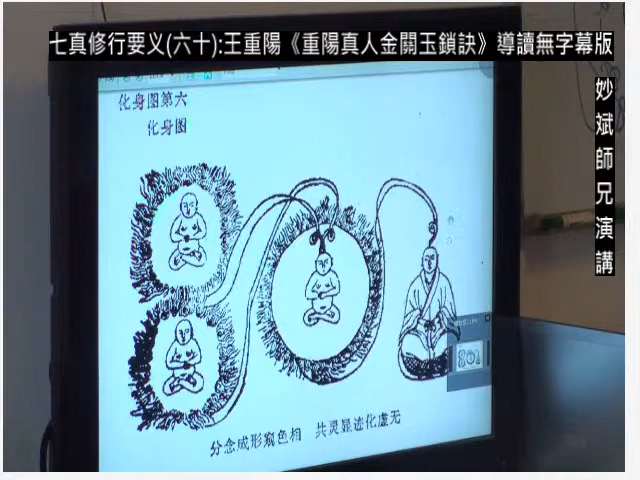 七真修行要义(六十):王重陽《重陽真人金關玉鎖訣》導讀無字幕版
妙斌師兄演講
化身图第六
化身图
分念成形窥色相 共灵显迹化虚无